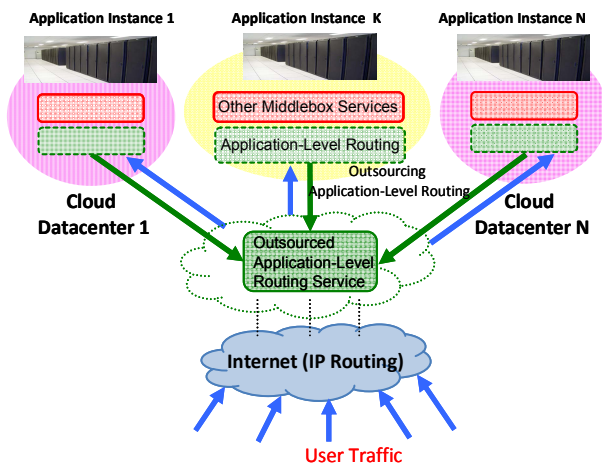 Application Instance 1
Application Instance K
Application Instance N
Other Middlebox Services
Application-Level Routing
Outsourcing
Application-Level Routing
Cloud
Datacenter 1
Cloud
Datacenter N
Outsourced
Application-Level
Routing Service
Internet (IP Routing)
User Traffic